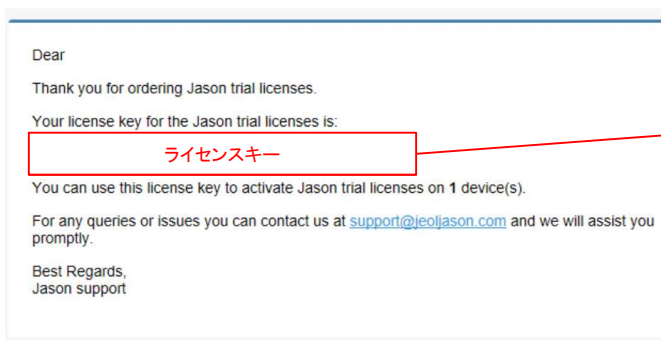 Dear
Thank you for ordering Jason trial licenses.
Your license key for the Jason trial licenses is:
ライセンスキー
You can use this license key to activate Jason trial licenses on 1 device(s).
For any queries or issues you can contact us at support@jeoljason.com and we will assist you
promptly.
Best Regards,
Jason support